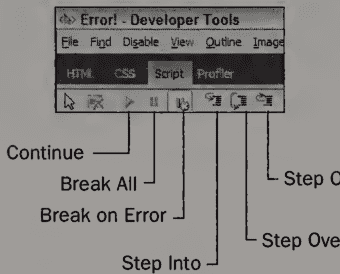 Error! - Developer Tools
File Find Disable View Outline Image
HTML CSS Script Profiler
Continue
Step O
Break All
Break on Error
Step Ove
Step Into